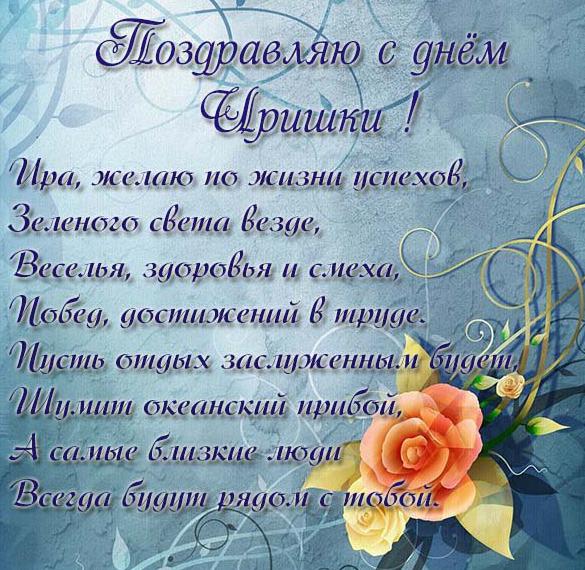 Поздравляю с днём
Иришки !
Ира, желаю по жизни успехов,
Зеленого света везде,
Веселья, здоровья и смеха,
Побед, достижений в труде.
Пусть отдых заслуженным будет,
Шумит океанский прибой,
А самые близкие люди
Всегда будут рядом с тобой.